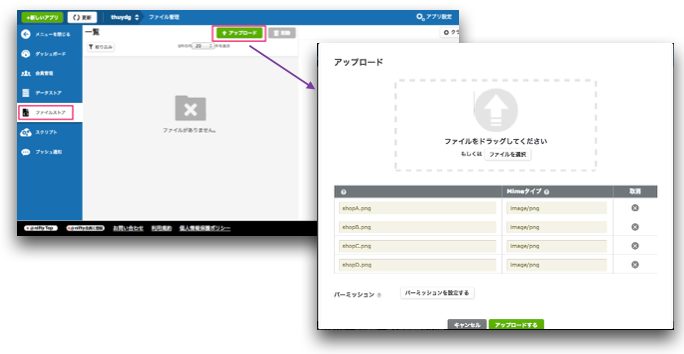 +新しいアプリ 更新 thuydg ファイル管理 アプリ設定
メニューを閉じる
ダッシュボード
会員管理
データストア
ファイルストア
スクリプト
プッシュ通知
一覧 アップロード 削除
絞り込み 20
ファイルがありません。
@nifty Top お問い合わせ 利用規約 個人情報保護ポリシー
アップロード
ファイルをドラッグしてください
もしくは ファイルを選択
Mimeタイプ 取消
shopA.png image/png
shopB.png image/png
shopC.png image/png
shopD.png image/png
パーミッション パーミッションを設定する
キャンセル アップロードする